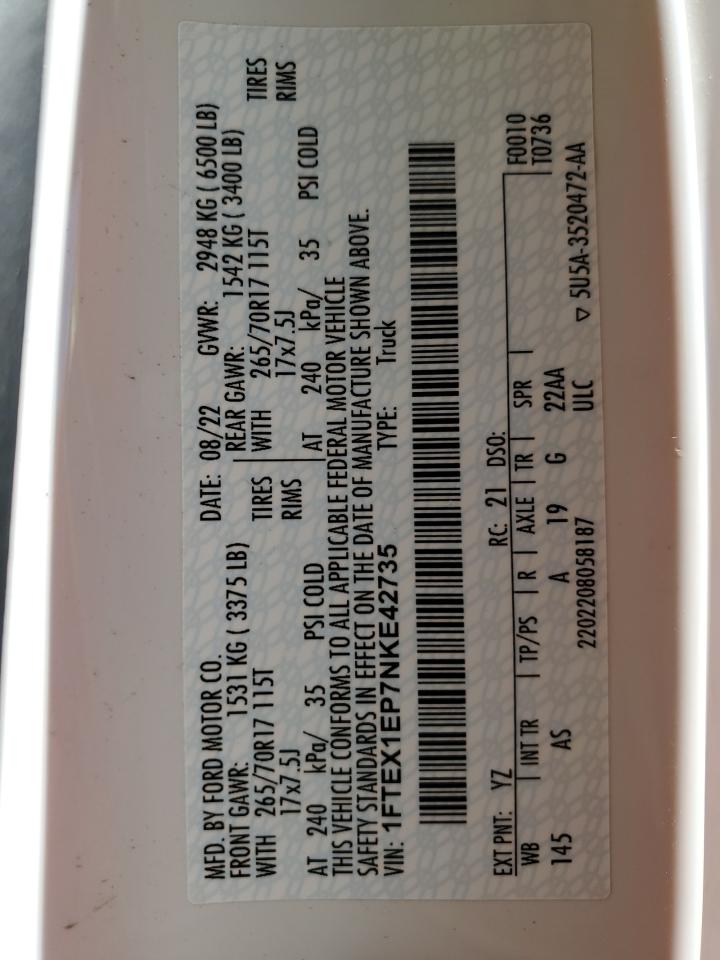 MFD. BY FORD MOTOR CO. DATE: 08/22 GVWR: 2948 KG ( 6500 LB)
FRONT GAWR: 1531 KG ( 3375 LB) REAR GAWR: 1542 KG ( 3400 LB)
WITH 265/70R17 115T TIRES WITH 265/70R17 115T TIRES
17x7.5J RIMS 17x7.5J RIMS
AT 240 kPa/ 35 PSI COLD AT 240 kPa/ 35 PSI COLD
THIS VEHICLE CONFORMS TO ALL APPLICABLE FEDERAL MOTOR VEHICLE
SAFETY STANDARDS IN EFFECT ON THE DATE OF MANUFACTURE SHOWN ABOVE.
VIN: 1FTEX1EP7NKE42735 TYPE: Truck
EXT PNT: YZ RC: 21 DSO: F0010
WB INT TR TP/PS R AXLE TR SPR T0736
145 AS A 19 G 22AA
2202208058187 ULC ▽ 5U5A-3520472-AA